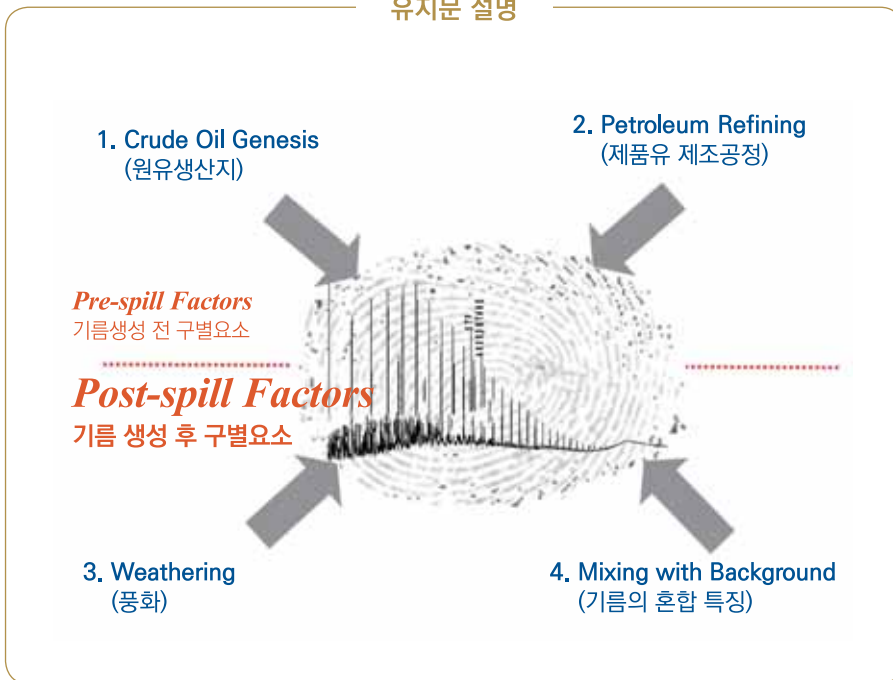 유지문 설명
1. Crude Oil Genesis
(원유생산지)
2. Petroleum Refining
(제품유 제조공정)
Pre-spill Factors
기름생성 전 구별요소
Post-spill Factors
기름 생성 후 구별요소
3. Weathering
(풍화)
4. Mixing with Background
(기름의 혼합 특징)